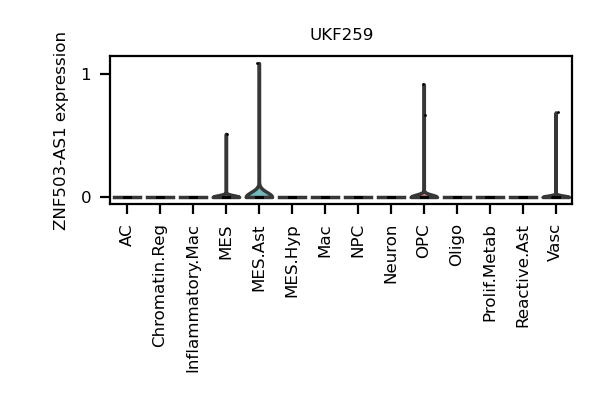 UKF259
ZNF503-AS1 expression
1
0
AC
Chromatin.Reg
Inflammatory.Mac
MES
MES.Ast
MES.Hyp
Mac
NPC
Neuron
OPC
Oligo
Prolif.Metab
Reactive.Ast
Vasc